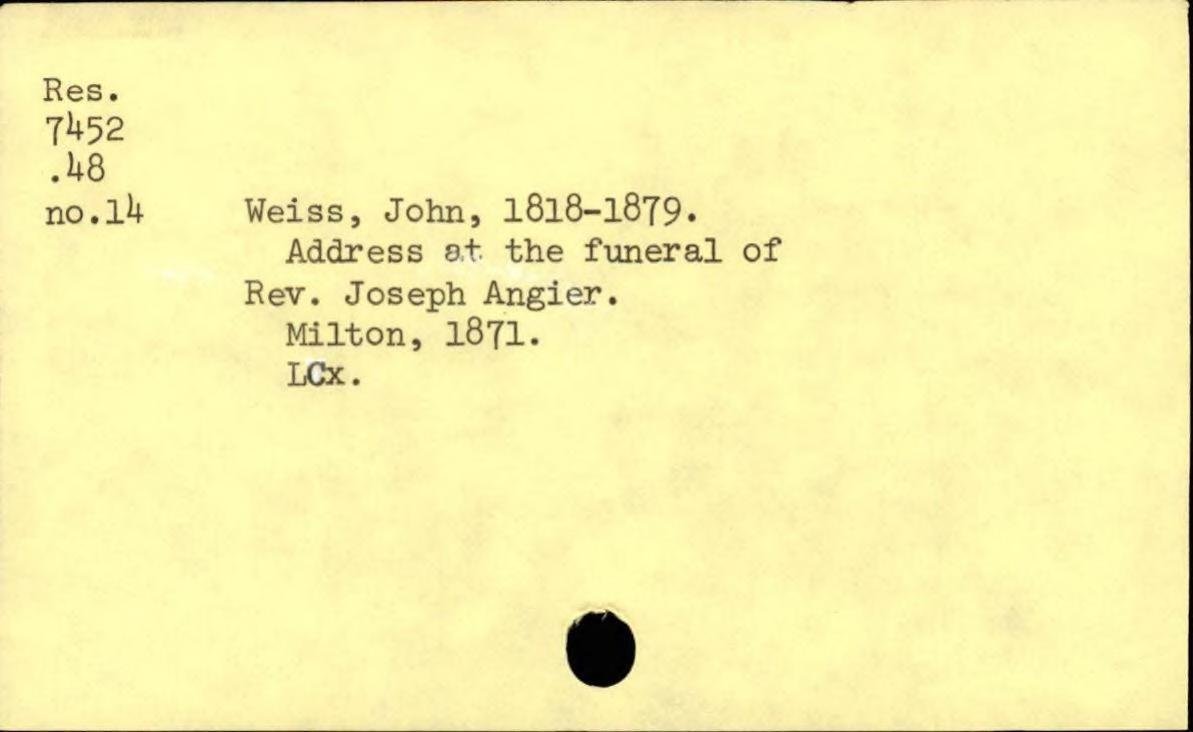 Res.
7452
.48
no.14 Weiss, John, 1818-1879.
Address at the funeral of
Rev. Joseph Angier.
Milton, 1871.
LCx.